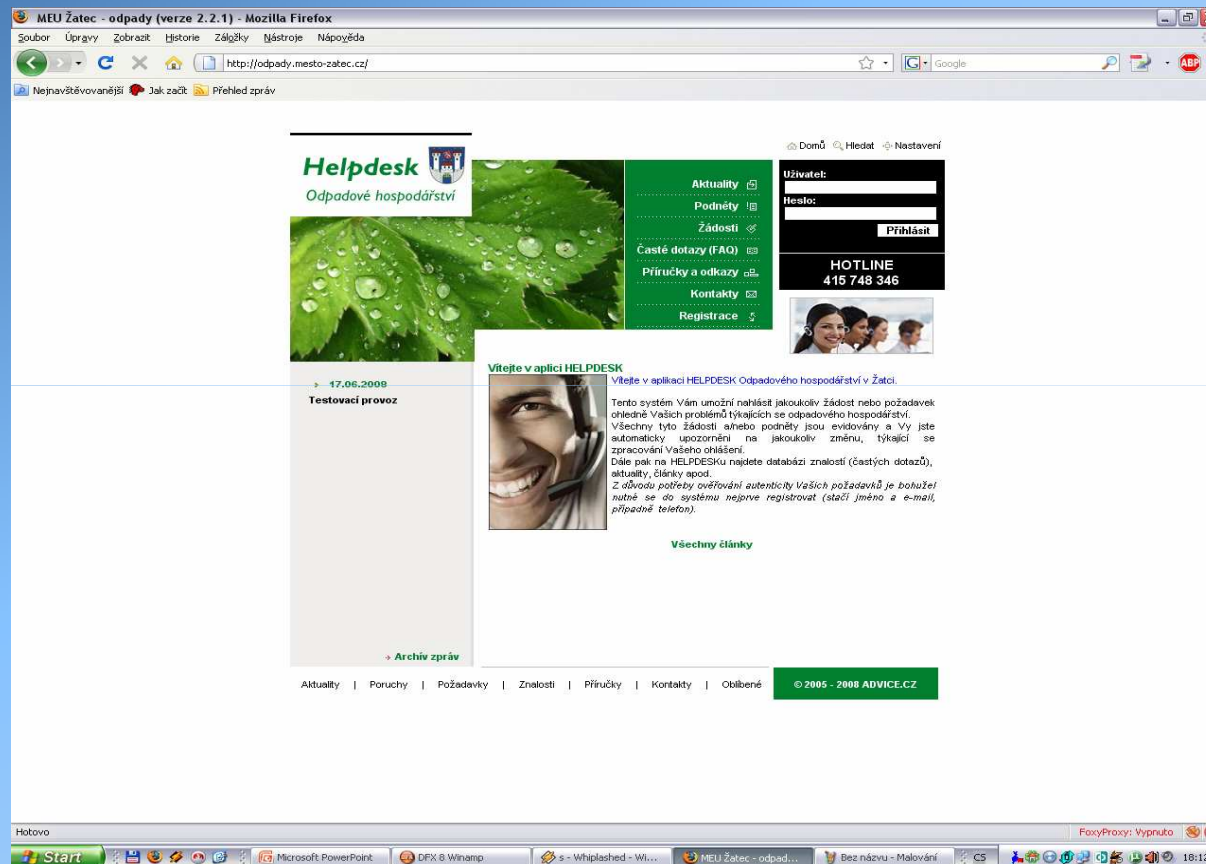 MEU Žatec - odpady (verze 2.2.1) - Mozilla Firefox
Soubor Úpravy Zobrazit Historie Záložky Nástroje Nápověda
http://odpady.mesto-zatec.cz/
Google
ABP
Nejnavštěvovanější Jak začít Přehled zpráv
Domů Hledat Nastavení
Helpdesk
Odpadové hospodářství
Aktuality
Podněty
Žádosti
Časté dotazy (FAQ)
Příručky a odkazy
Kontakty
Registrace
Uživatel:
Heslo:
Přihlásit
HOTLINE
415 748 346
17.06.2008
Testovací provoz
Archív zpráv
Vítejte v aplici HELPDESK
Vítejte v aplikaci HELPDESK Odpadového hospodářství v Žatci.
Tento systém Vám umožní nahlásit jakoukoliv žádost nebo požadavek
ohledně Vašich problémů týkajících se odpadového hospodářství.
Všechny tyto žádosti a/nebo podněty jsou evidovány a Vy jste
automaticky upozorněni na jakoukoliv změnu, týkající se
zpracování Vašeho ohlášení.
Dále pak na HELPDESKu najdete databázi znalostí (častých dotazů),
aktuality, články apod.
Z důvodu potřeby ověřování autenticity Vašich požadavků je bohužel
nutné se do systému nejprve registrovat (stačí jméno a e-mail,
případně telefon).
Všechny články
Aktuality | Poruchy | Požadavky | Znalosti | Příručky | Kontakty | Oblíbené
© 2005 - 2008 ADVICE.CZ
Hotovo
FoxyProxy: Vypnuto
Start
Microsoft PowerPoint
DFX 8 Winamp
s - Whiplashed - Wi...
MEU Žatec - odpad...
Bez názvu - Malování
CS